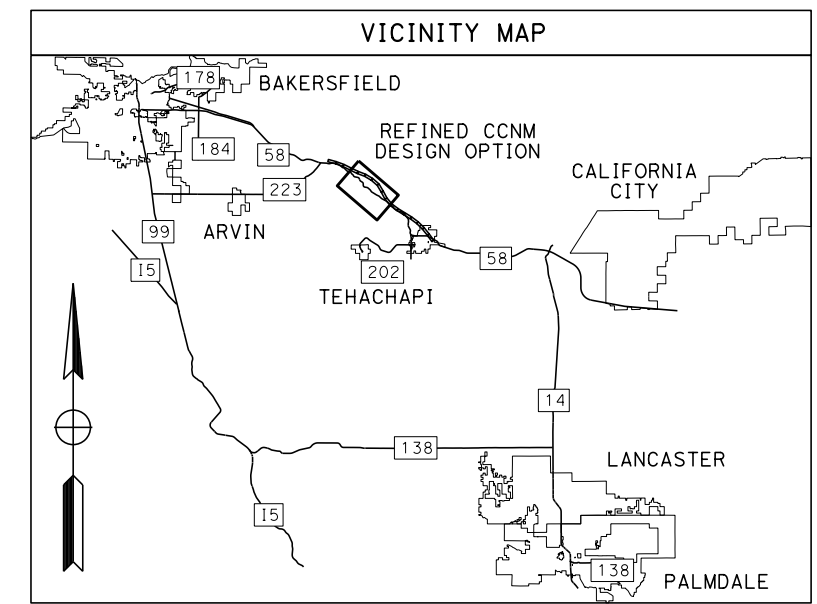 VICINITY MAP
178
BAKERSFIELD
184
58
REFINED CCNM
DESIGN OPTION
CALIFORNIA
CITY
223
ARVIN
99
I5
202
TEHACHAPI
58
14
138
LANCASTER
I5
138
PALMDALE